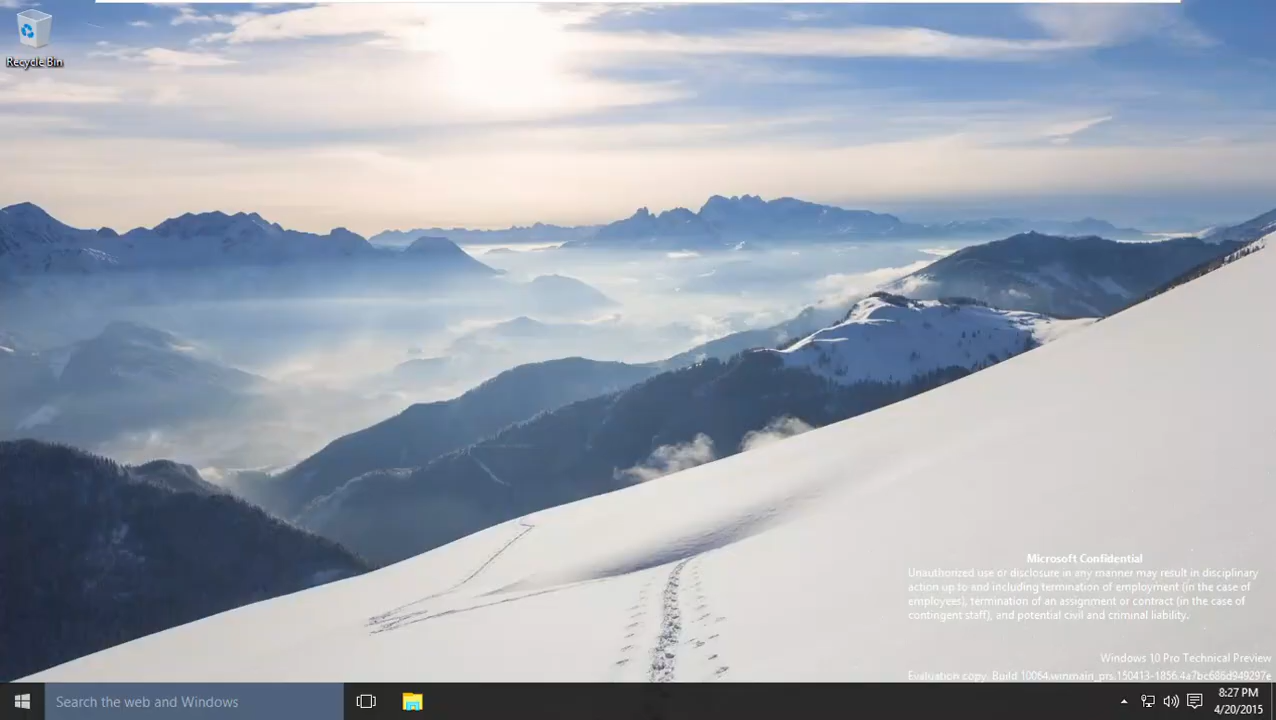 Recycle Bin
Microsoft Confidential
Unauthorized use or disclosure in any manner may result in disciplinary
action up to and including termination of employment (in the case of
employees), termination of an assignment or contract (in the case of
contingent staff), and potential civil and criminal liability.
Windows 10 Pro Technical Preview
Evaluation copy. Build 10064.winmain_prs.150413-1856.4a7bc686d949297e
Search the web and Windows
8:27 PM
4/20/2015